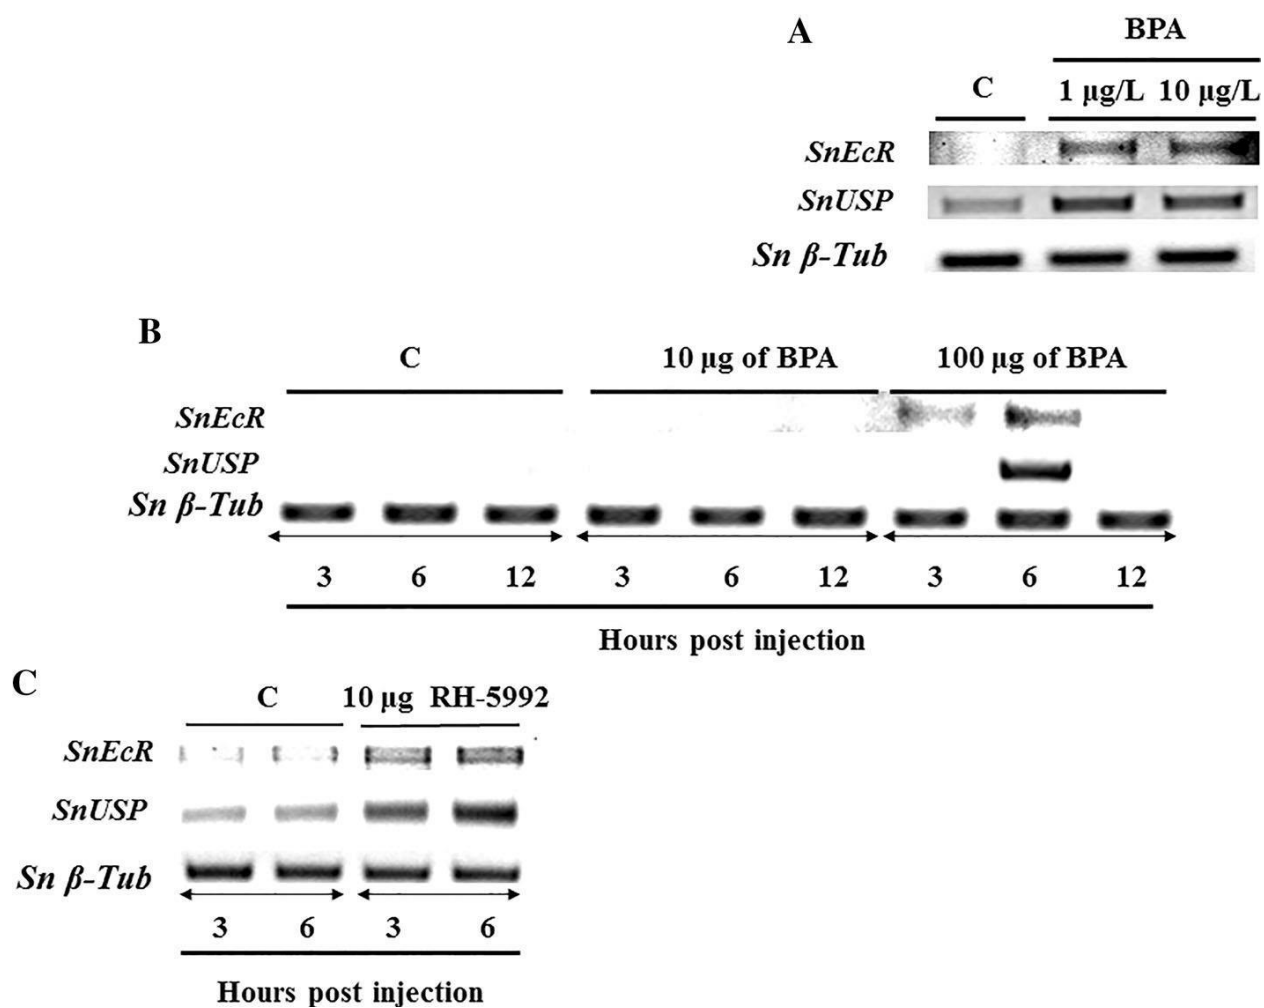 A
BPA
C 1 µg/L 10 µg/L
SnEcR
SnUSP
Sn β-Tub
B
C 10 µg of BPA 100 µg of BPA
SnEcR
SnUSP
Sn β-Tub
3 6 12 3 6 12 3 6 12
Hours post injection
C
C 10 µg RH-5992
SnEcR
SnUSP
Sn β-Tub
3 6 3 6
Hours post injection